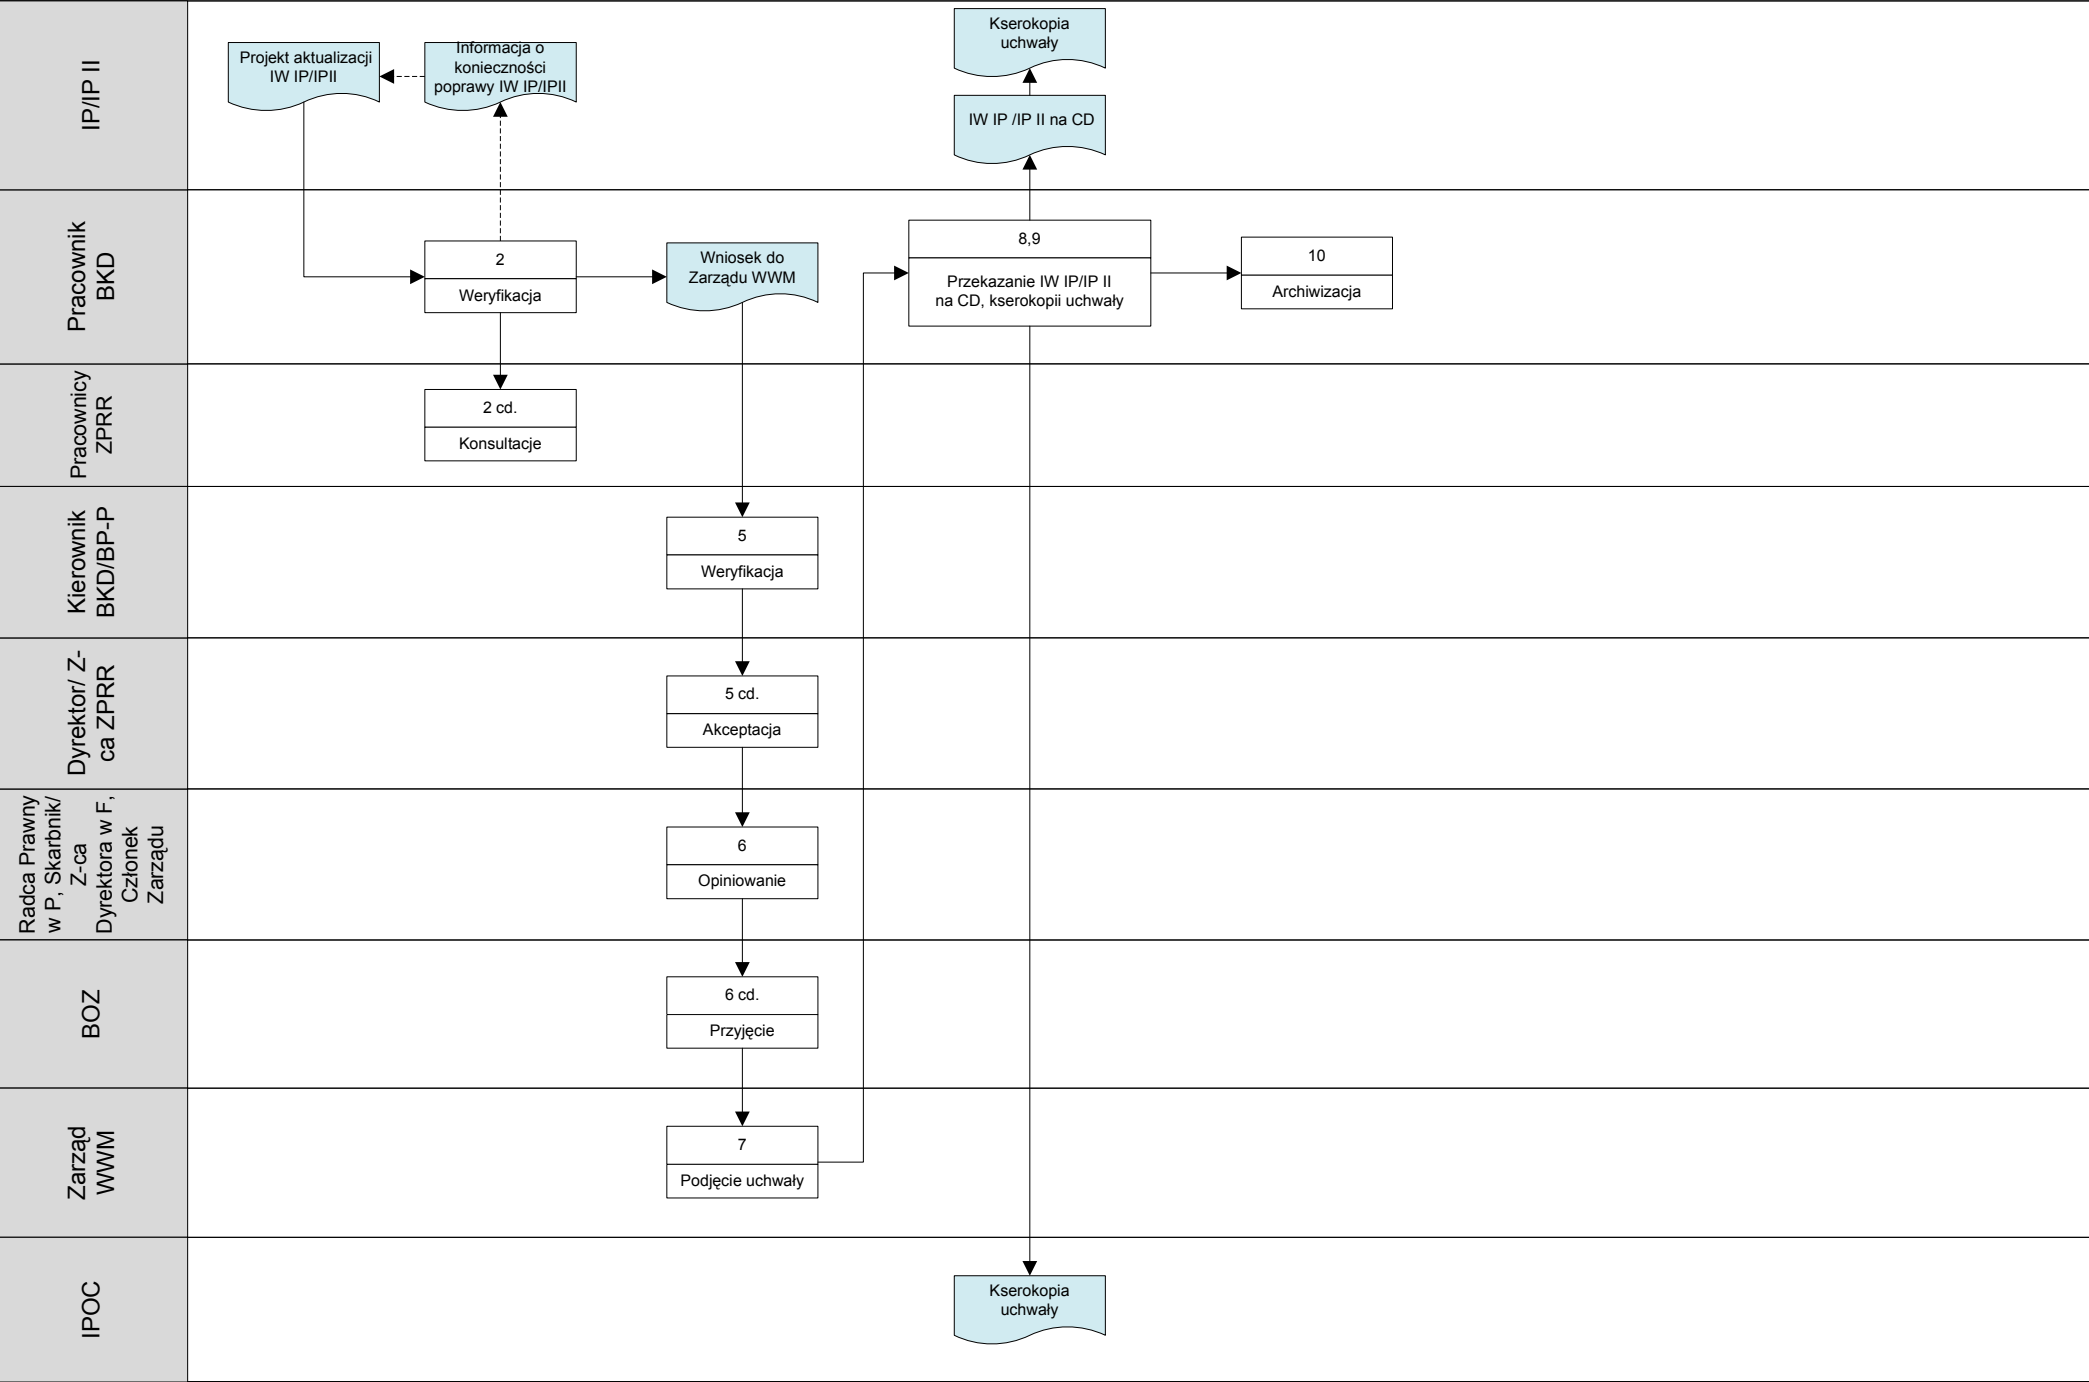 IP/IP II
Projekt aktualizacji
IW IP/IPII
Informacja o
konieczności
poprawy IW IP/IPII
Kserokopia
uchwały
IW IP /IP II na CD
Pracownik
BKD
2
Weryfikacja
Wniosek do
Zarządu WWM
8,9
Przekazanie IW IP/IP II
na CD, kserokopii uchwały
10
Archiwizacja
Pracownicy
ZPRR
2 cd.
Konsultacje
Kierownik
BKD/BP-P
5
Weryfikacja
Dyrektor/ Z-
ca ZPRR
5 cd.
Akceptacja
Radca Prawny
w P, Skarbnik/
Z-ca
Dyrektora w F,
Członek
Zarządu
6
Opiniowanie
BOZ
6 cd.
Przyjęcie
Zarząd
WWM
7
Podjęcie uchwały
IPOC
Kserokopia
uchwały